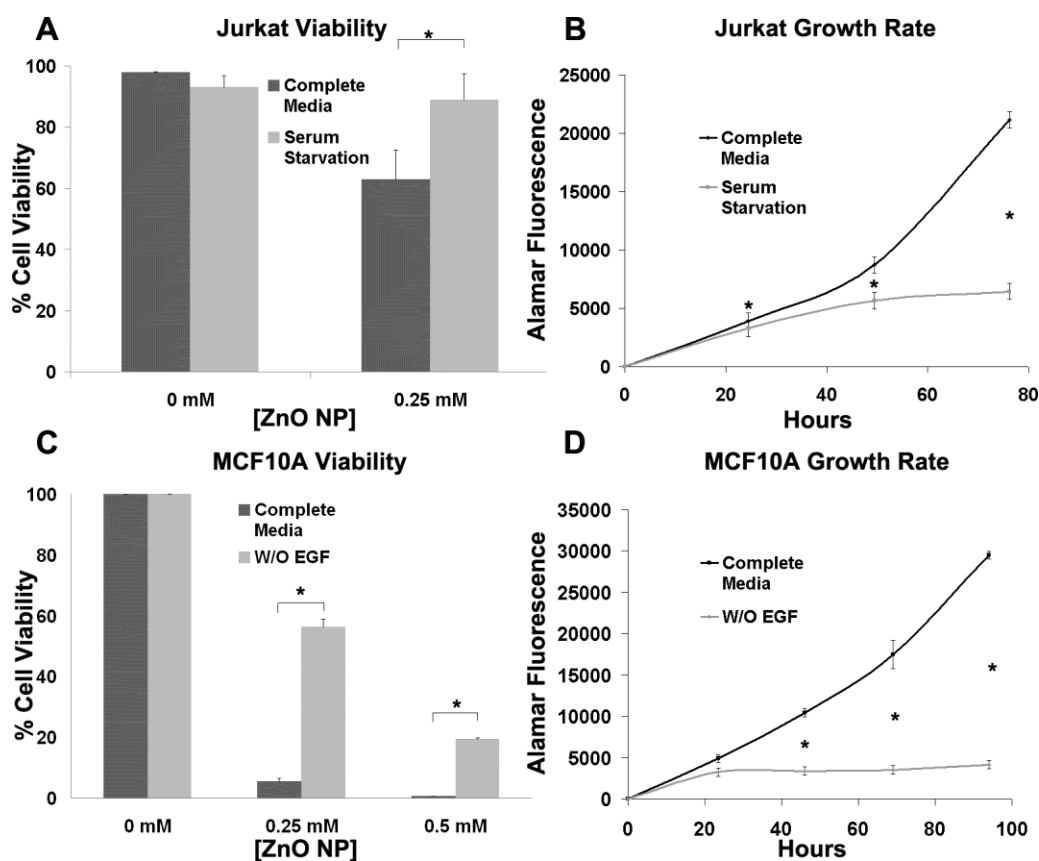 A
Jurkat Viability
*
% Cell Viability
100
80
60
40
20
0
Complete
Media
Serum
Starvation
0 mM
0.25 mM
[ZnO NP]
B
Jurkat Growth Rate
Alamar Fluorescence
25000
20000
15000
10000
5000
0
Complete
Media
Serum
Starvation
*
*
*
0
20
40
60
80
Hours
C
MCF10A Viability
% Cell Viability
100
80
60
40
20
0
Complete
Media
W/O EGF
*
*
0 mM
0.25 mM
0.5 mM
[ZnO NP]
D
MCF10A Growth Rate
Alamar Fluorescence
35000
30000
25000
20000
15000
10000
5000
0
Complete
Media
W/O EGF
*
*
*
0
20
40
60
80
100
Hours